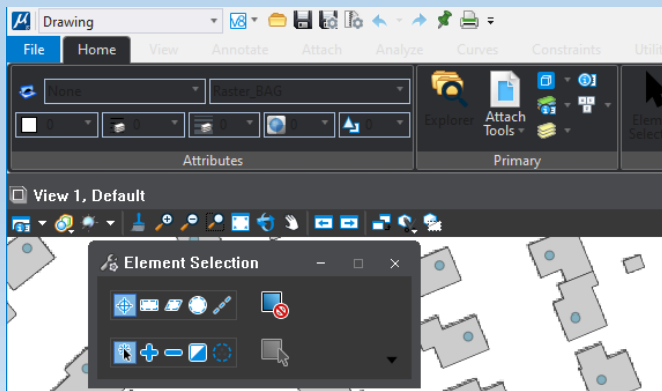 Drawing V8
File Home View Annotate Attach Analyze Curves Constraints
None Raster_BAG
0 0 0 0 0
Explorer Attach
Tools
Attributes Primary
View 1, Default
Element Selection